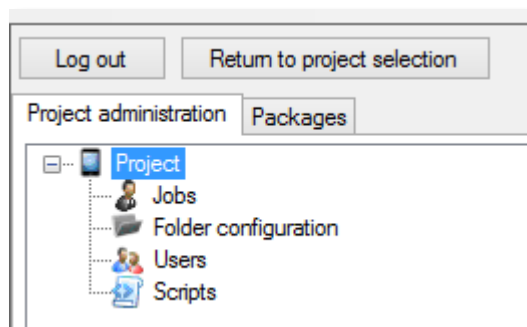 Log out Return to project selection
Project administration Packages
Project
Jobs
Folder configuration
Users
Scripts